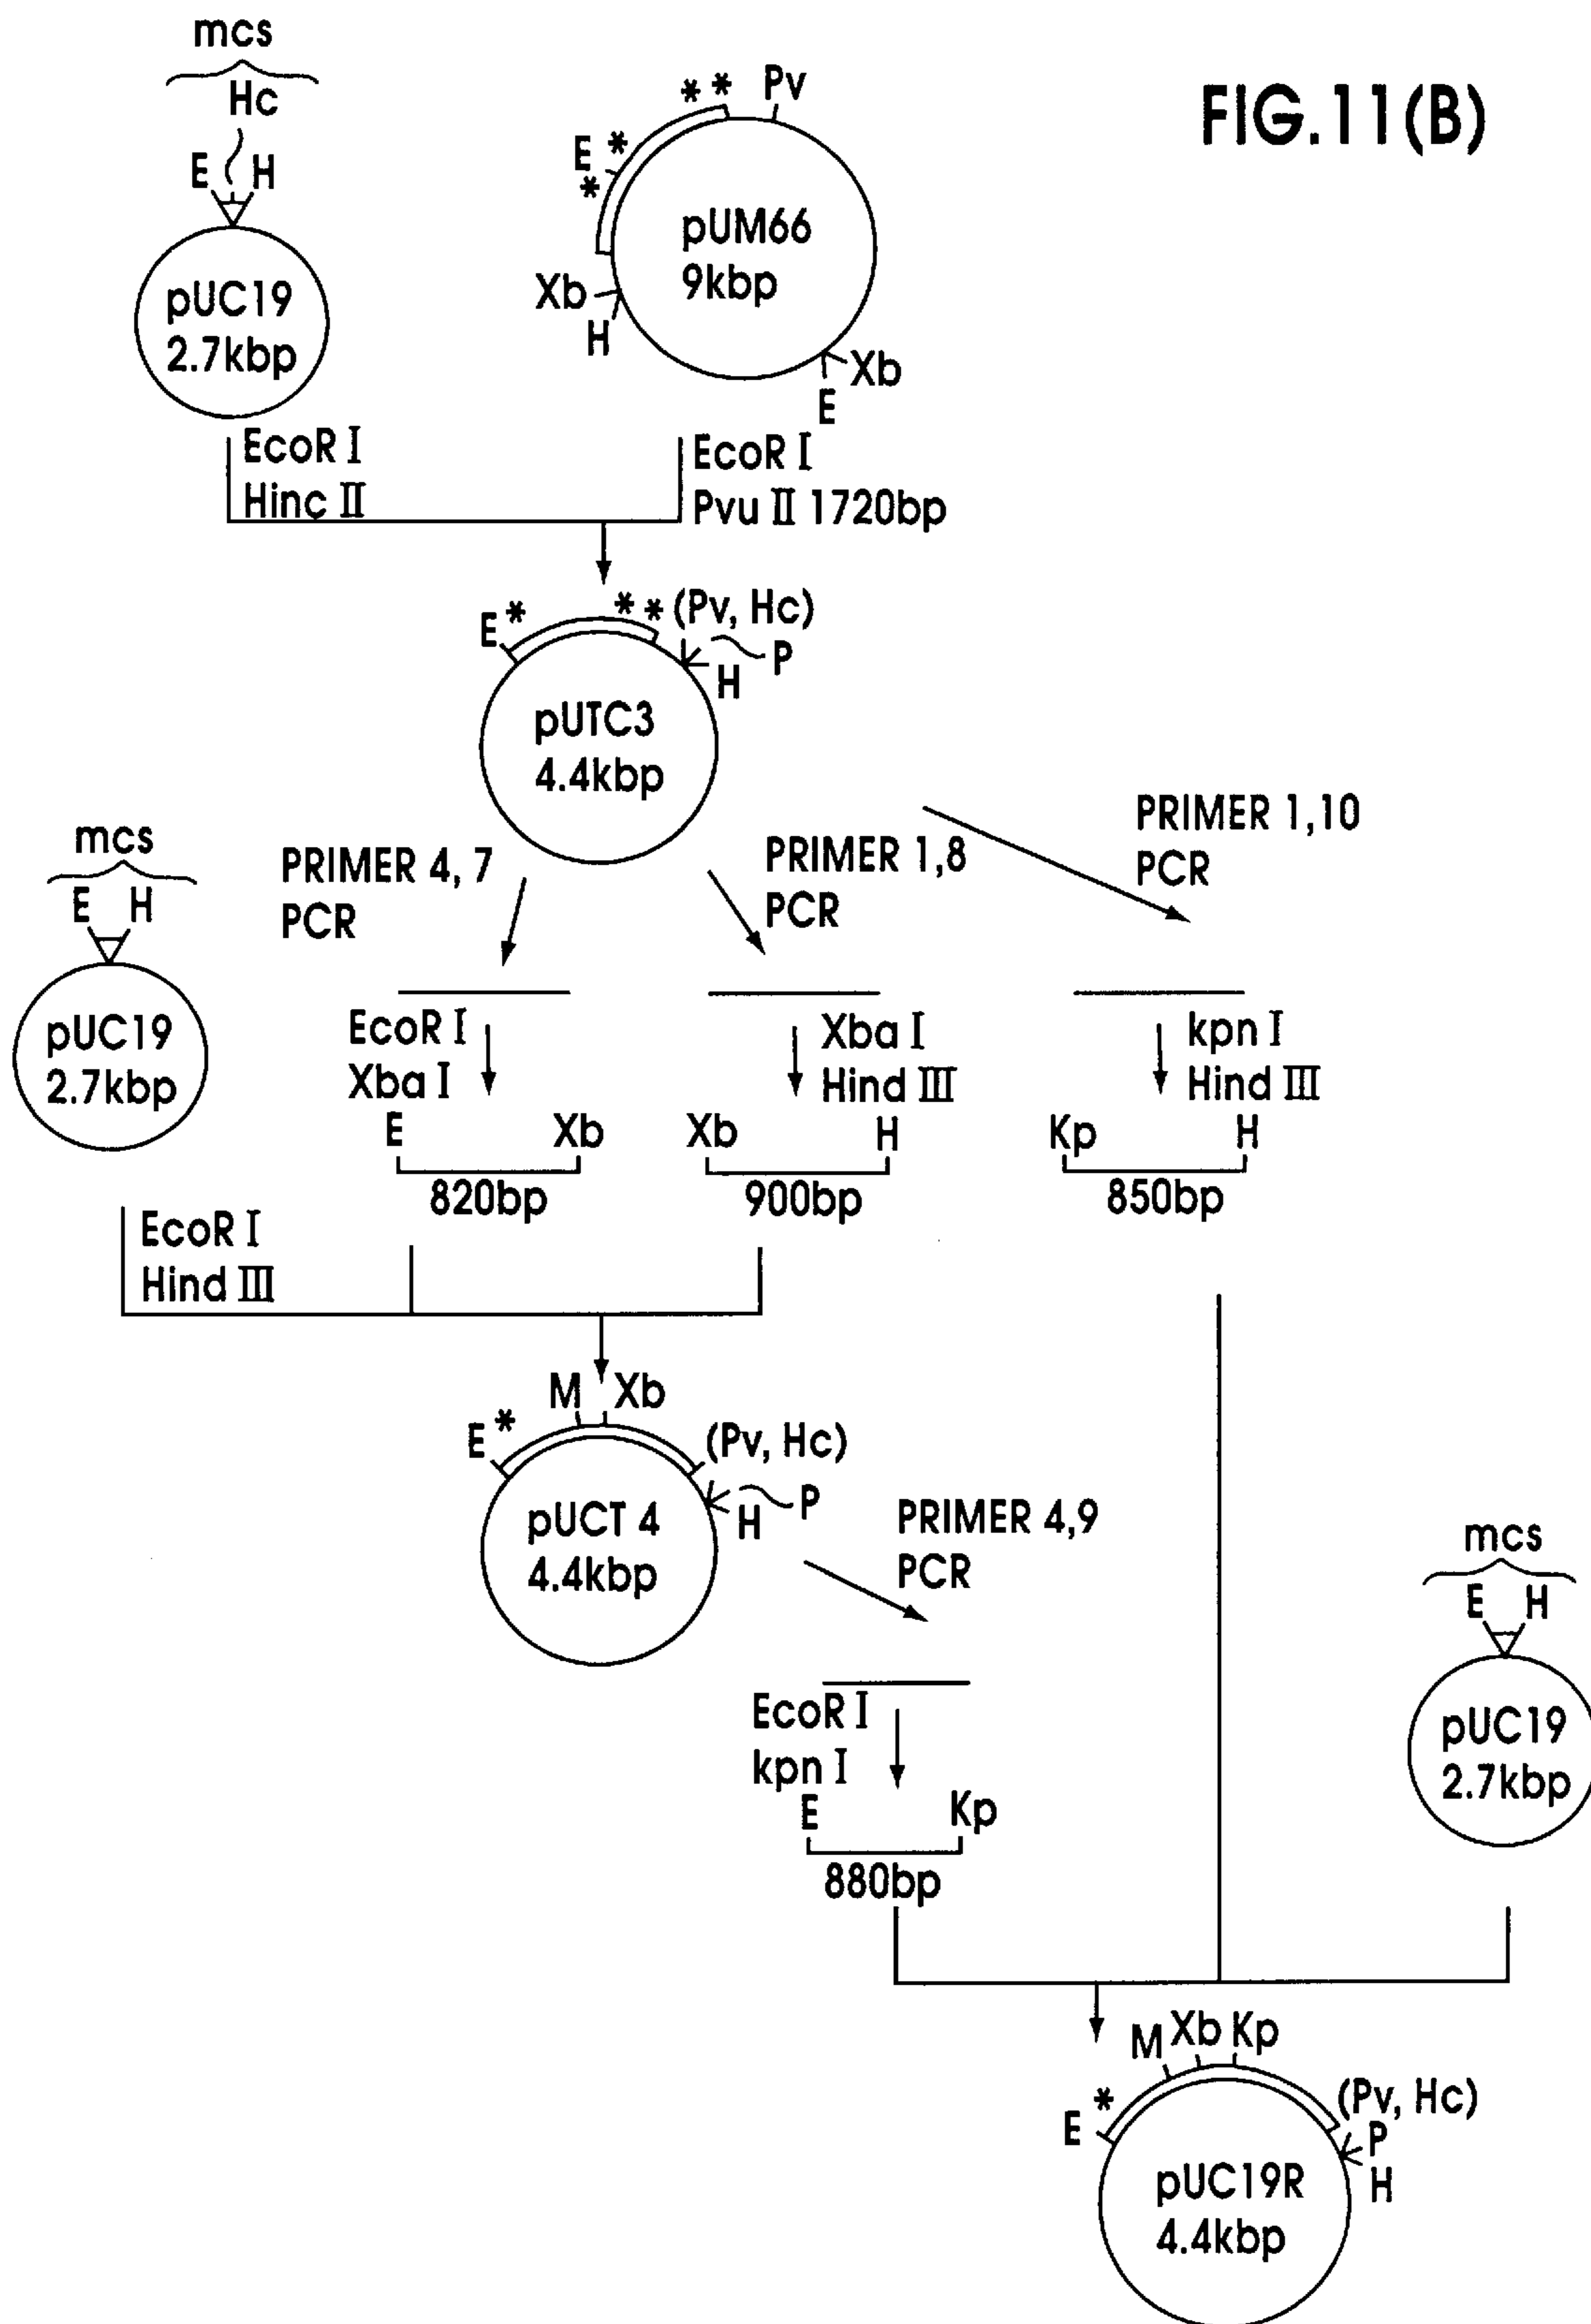 FIG.11(B)
mcs
Hc
E H
pUC19
2.7kbp
* * Pv
E *
*
pUM66
9kbp
Xb
H
Xb
E
EcoR I
Hinc II
EcoR I
Pvu II 1720bp
E * * * (Pv, Hc)
P
H
pUTC3
4.4kbp
mcs
E H
pUC19
2.7kbp
PRIMER 4, 7
PCR
PRIMER 1,8
PCR
PRIMER 1,10
PCR
EcoR I
Xba I
E Xb
820bp
Xba I
Hind III
Xb H
900bp
kpn I
Hind III
Kp H
850bp
EcoR I
Hind III
M Xb
E * (Pv, Hc)
P
H
pUCT 4
4.4kbp
PRIMER 4,9
PCR
mcs
E H
pUC19
2.7kbp
EcoR I
kpn I
E Kp
880bp
M Xb Kp
E * (Pv, Hc)
P
H
pUC19R
4.4kbp